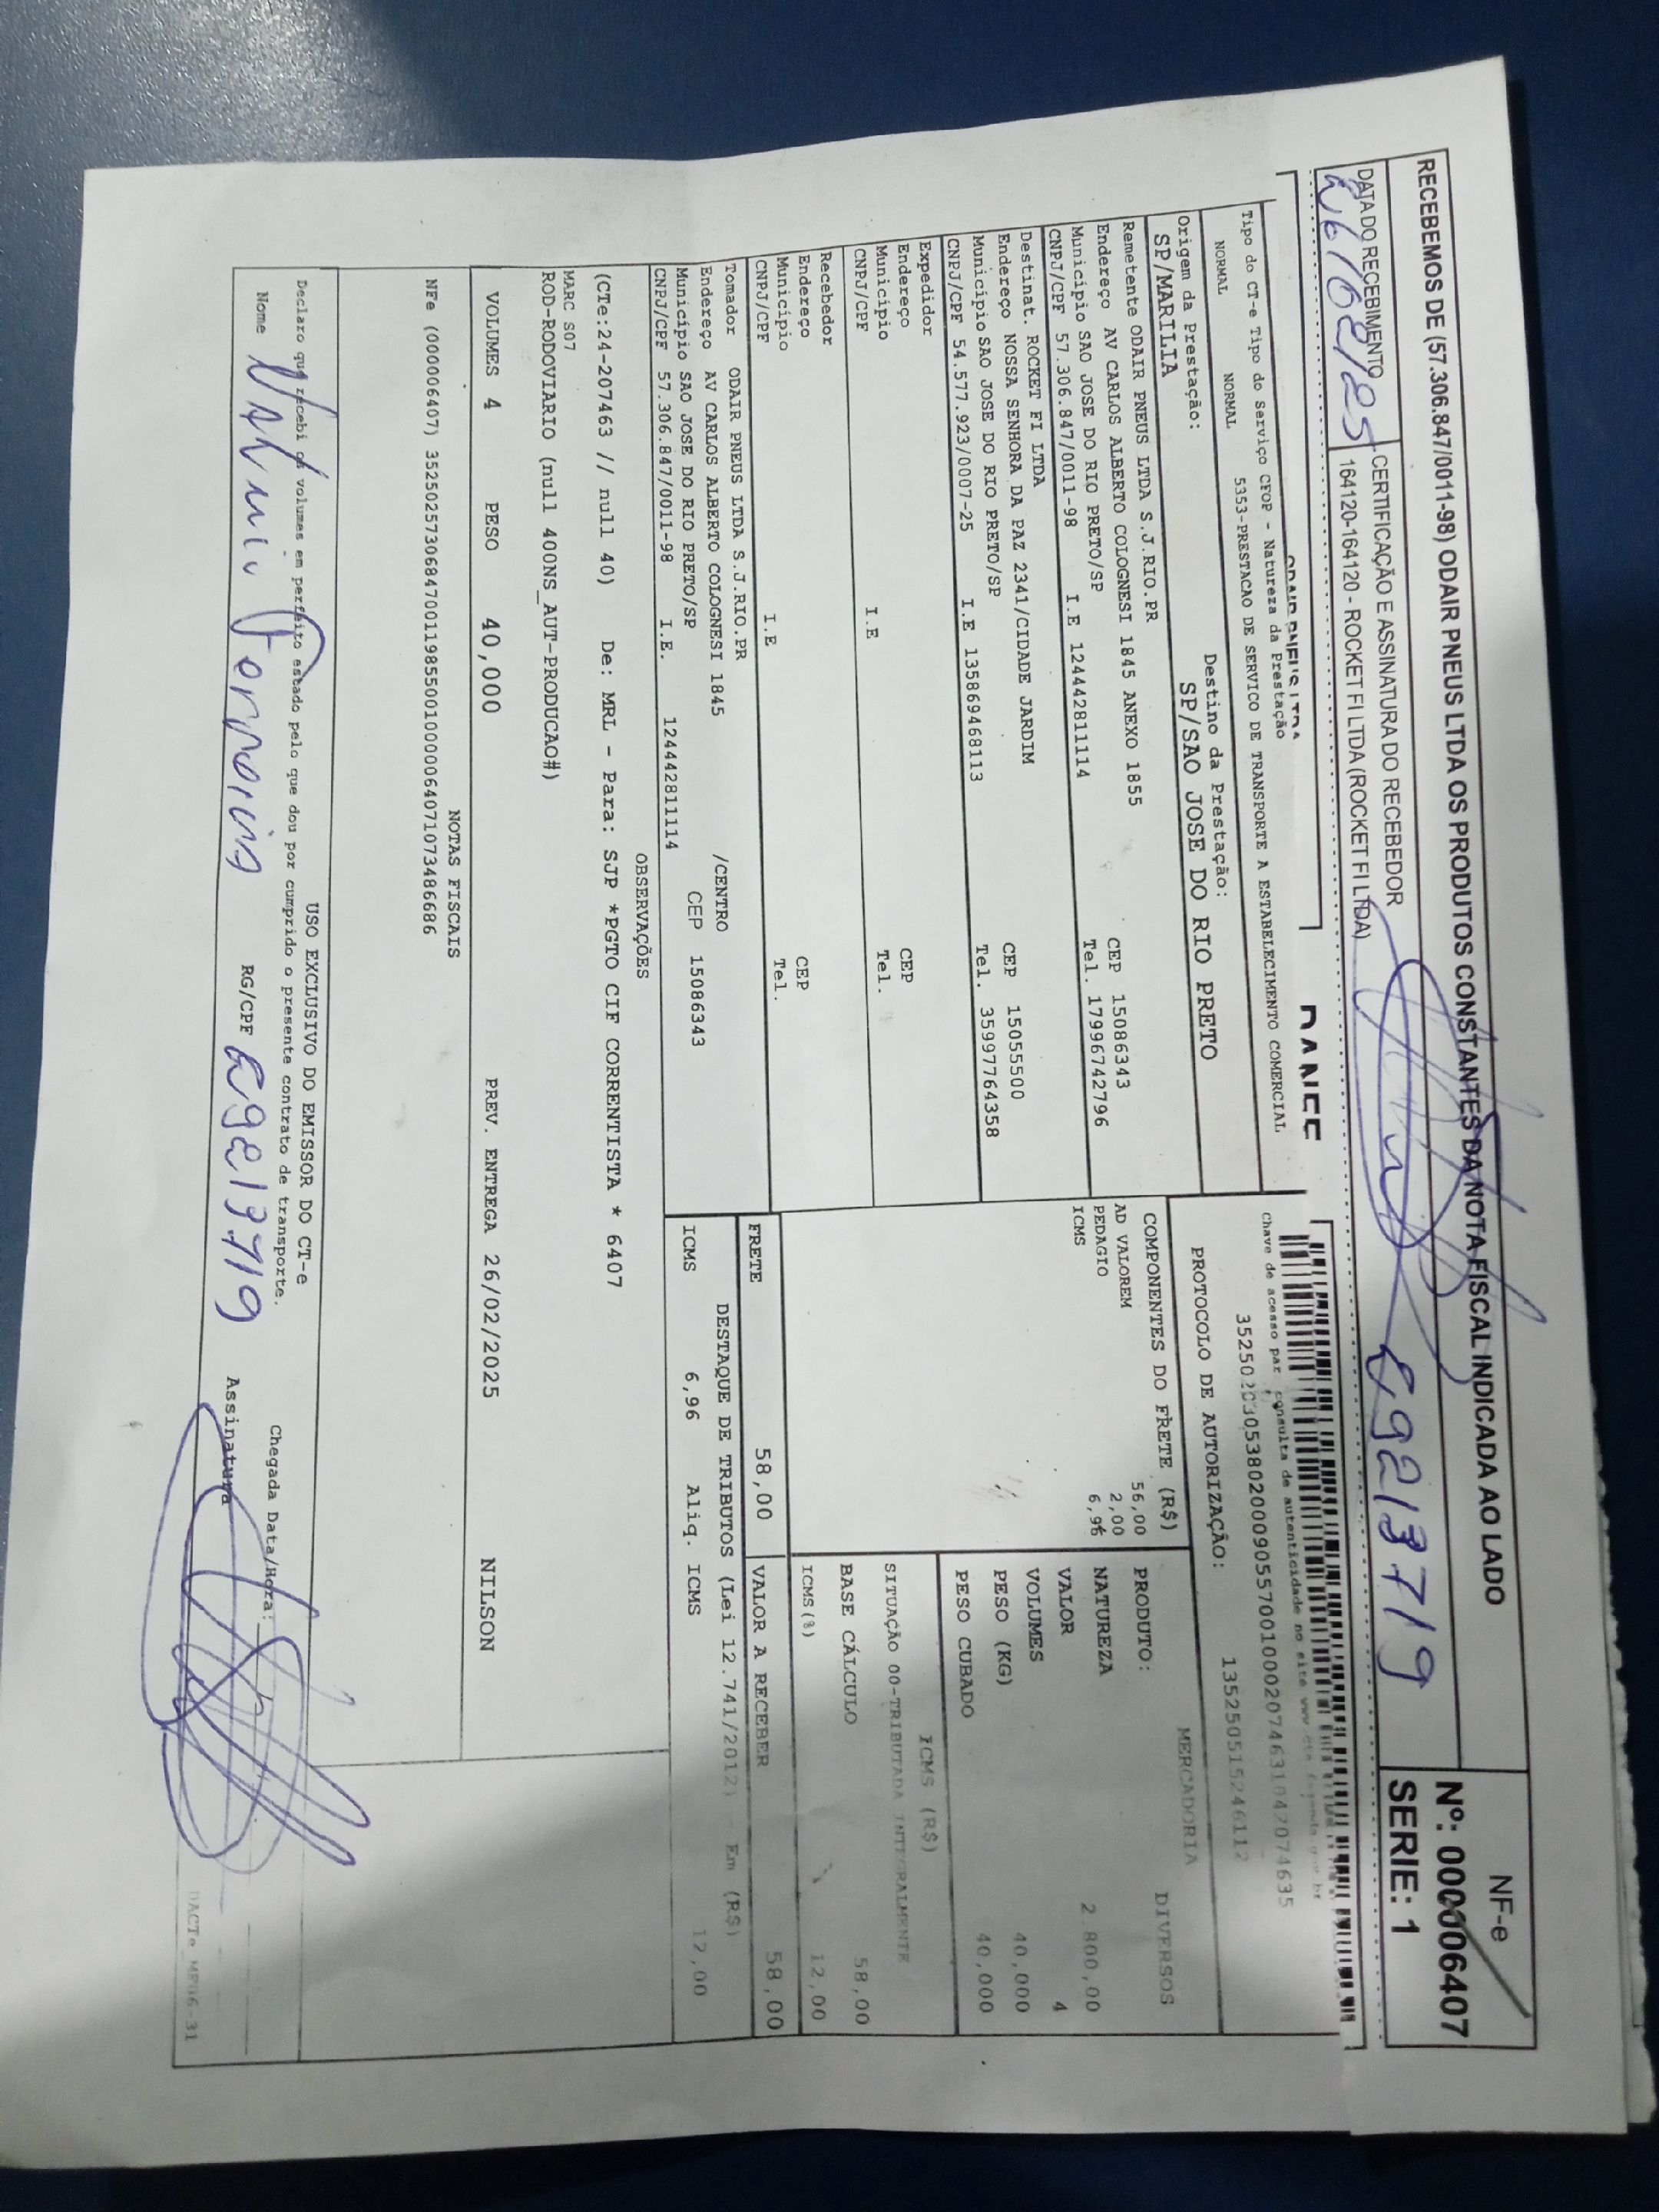 RECEBEMOS DE (57.306.847/0011-98) ODAIR PNEUS LTDA OS PRODUTOS CONSTANTES DA NOTA FISCAL INDICADA AO LADO
NF-e
Nº: 000006407
SERIE: 1
DATA DO RECEBIMENTO
26/02/25
CERTIFICAÇÃO E ASSINATURA DO RECEBEDOR
164120-164120 - ROCKET FI LTDA (ROCKET FI LTDA)
29213719
ODAIR PNEUS LTDA
DANFE
Tipo do CT-e Tipo do Serviço CFOP - Natureza da Prestação
NORMAL NORMAL 5353-PRESTACAO DE SERVICO DE TRANSPORTE A ESTABELECIMENTO COMERCIAL
Origem da Prestação: Destino da Prestação:
SP/MARILIA SP/SAO JOSE DO RIO PRETO
Chave de acesso par consulta de autenticidade no site www
PROTOCOLO DE AUTORIZAÇÃO: 135250515246112
Remetente ODAIR PNEUS LTDA S.J.RIO.PR
Endereço AV CARLOS ALBERTO COLOGNESI 1845 ANEXO 1855 CEP 15086343
Município SAO JOSE DO RIO PRETO/SP Tel. 17996742796
CNPJ/CPF 57.306.847/0011-98 I.E 124442811114
Destinat. ROCKET FI LTDA
Endereço NOSSA SENHORA DA PAZ 2341/CIDADE JARDIM CEP 15055500
Município SAO JOSE DO RIO PRETO/SP Tel. 35997764358
CNPJ/CPF 54.577.923/0007-25 I.E 135869468113
Expedidor
Endereço CEP
Município Tel.
CNPJ/CPF I.E
Recebedor
Endereço CEP
Município Tel.
CNPJ/CPF I.E
COMPONENTES DO FRETE (R$)
AD VALOREM 56,00
PEDAGIO 2,00
ICMS 6,96
MERCADORIA
PRODUTO: DIVERSOS
NATUREZA
VALOR 2.800,00
VOLUMES 4
PESO (KG) 40,000
PESO CUBADO 40,000
ICMS (R$)
SITUAÇÃO 00-TRIBUTADA INTEGRALMENTE
BASE CÁLCULO 58,00
ICMS(%) 12,00
Tomador ODAIR PNEUS LTDA S.J.RIO.PR
Endereço AV CARLOS ALBERTO COLOGNESI 1845 /CENTRO
Município SAO JOSE DO RIO PRETO/SP CEP 15086343
CNPJ/CPF 57.306.847/0011-98 I.E. 124442811114
FRETE 58,00 VALOR A RECEBER 58,00
DESTAQUE DE TRIBUTOS (Lei 12.741/2012) - Em (R$)
ICMS 6,96 Aliq. ICMS 12,00
OBSERVAÇÕES
(CTe:24-207463 // null 40) De: MRL - Para: SJP *PGTO CIF CORRENTISTA * 6407
MARC S07
ROD-RODOVIARIO (null 400NS_AUT-PRODUCAO#)
VOLUMES 4 PESO 40,000 PREV. ENTREGA 26/02/2025 NILSON
NOTAS FISCAIS
NFe (000006407) 35250257306847001198550010000064071073486686
USO EXCLUSIVO DO EMISSOR DO CT-e
Declaro que recebi os volumes em perfeito estado pelo que dou por cumprido o presente contrato de transporte.
Chegada Data/Hora:
Nome RG/CPF 29213719 Assinatura
DACTe_MF06-31